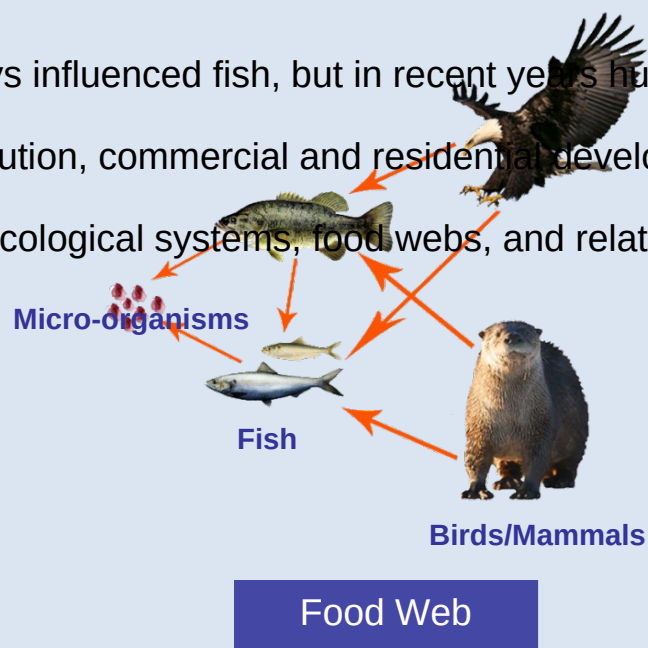 ys influenced fish, but in recent years hu
ution, commercial and residential develo
cological systems, food webs, and relat
Micro-organisms
Fish
Birds/Mammals
Food Web